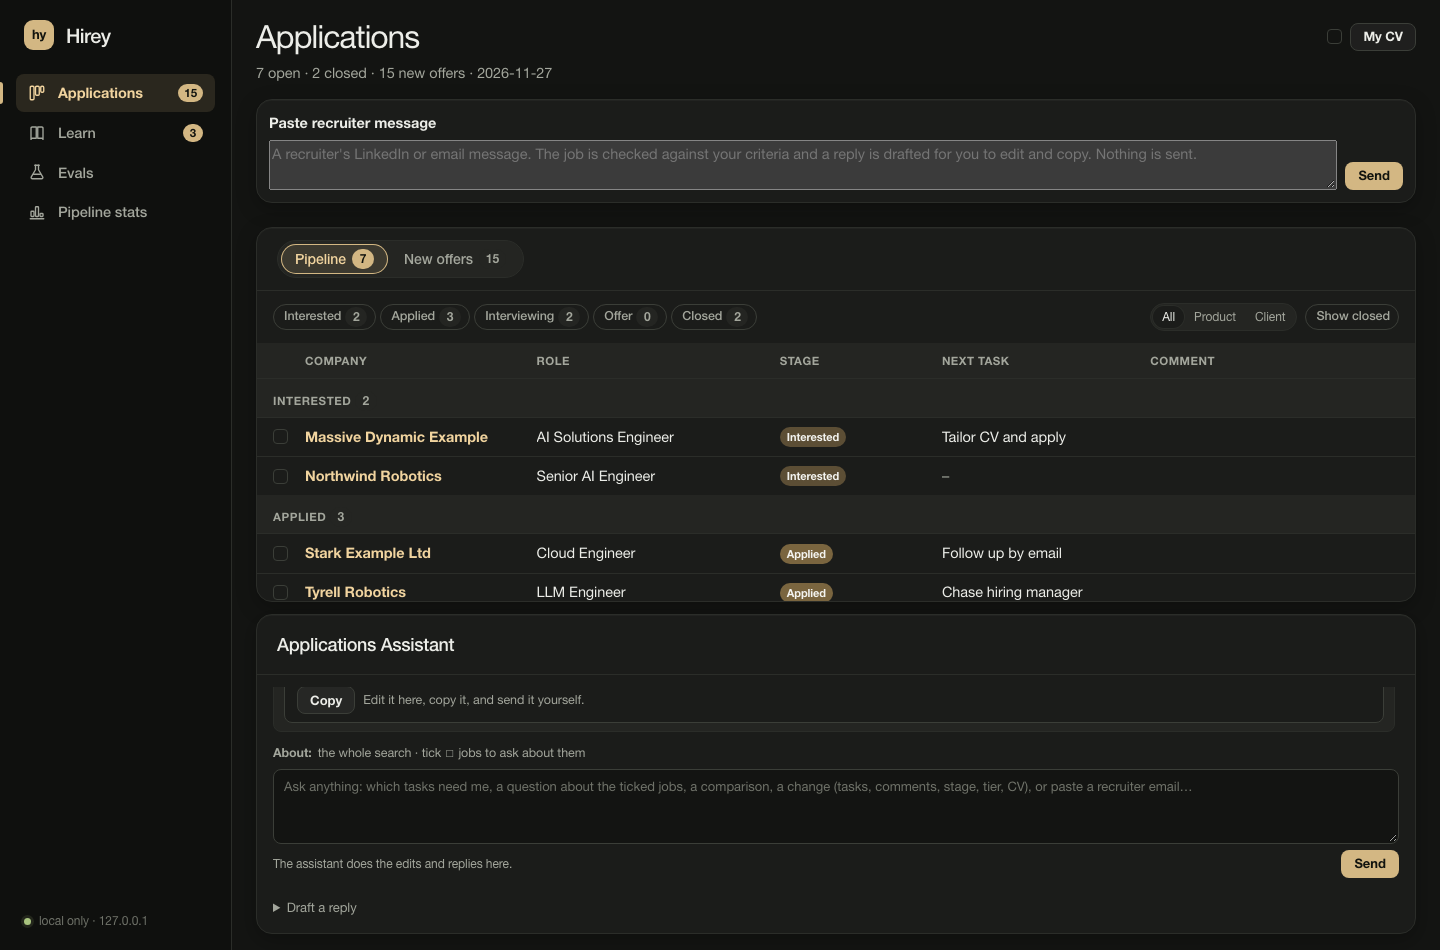 hy Hirey
Applications 15
Learn 3
Evals
Pipeline stats
local only · 127.0.0.1
Applications
My CV
7 open · 2 closed · 15 new offers · 2026-11-27
Paste recruiter message
A recruiter's LinkedIn or email message. The job is checked against your criteria and a reply is drafted for you to edit and copy. Nothing is sent.
Send
Pipeline 7 New offers 15
Interested 2 Applied 3 Interviewing 2 Offer 0 Closed 2 All Product Client Show closed
COMPANY ROLE STAGE NEXT TASK COMMENT
INTERESTED 2
Massive Dynamic Example AI Solutions Engineer Interested Tailor CV and apply
Northwind Robotics Senior AI Engineer Interested –
APPLIED 3
Stark Example Ltd Cloud Engineer Applied Follow up by email
Tyrell Robotics LLM Engineer Applied Chase hiring manager
Applications Assistant
Copy Edit it here, copy it, and send it yourself.
About: the whole search · tick □ jobs to ask about them
Ask anything: which tasks need me, a question about the ticked jobs, a comparison, a change (tasks, comments, stage, tier, CV), or paste a recruiter email…
The assistant does the edits and replies here. Send
▶ Draft a reply